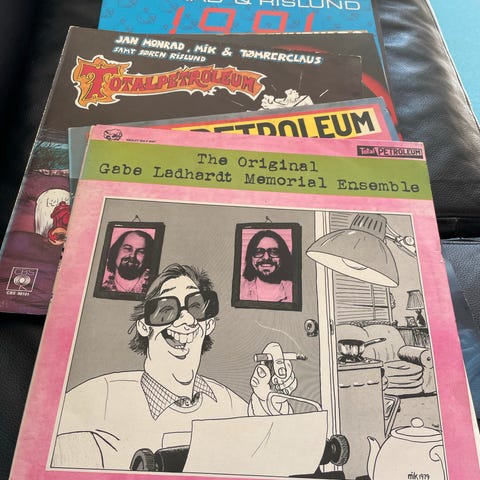 & RISLUND
1001
JAN MONRAD, MIK & TØMRERCLAUS
SAMT SØREN RISLUND
TOTALPETROLEUM
PETROLEUM
The Original
Total PETROLEUM
Gabe Ladhardt Memorial Ensemble
CBS
mik 1979